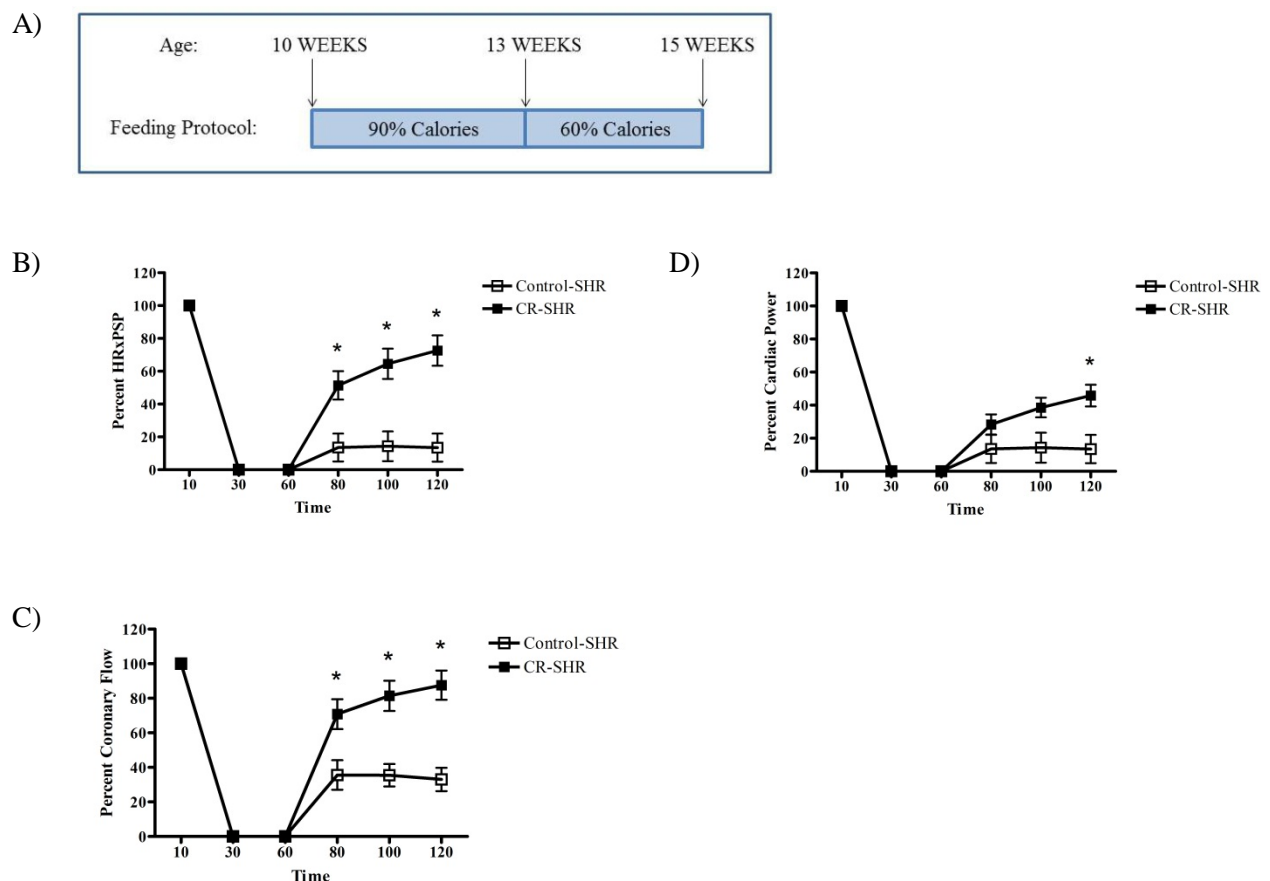 A)
Age: 10 WEEKS 13 WEEKS 15 WEEKS
Feeding Protocol: 90% Calories 60% Calories
B)
Percent HRxPSP
120
100
80
60
40
20
0
* * *
10 30 60 80 100 120
Time
Control-SHR
CR-SHR
D)
Percent Cardiac Power
120
100
80
60
40
20
0
*
10 30 60 80 100 120
Time
Control-SHR
CR-SHR
C)
Percent Coronary Flow
120
100
80
60
40
20
0
* * *
10 30 60 80 100 120
Time
Control-SHR
CR-SHR